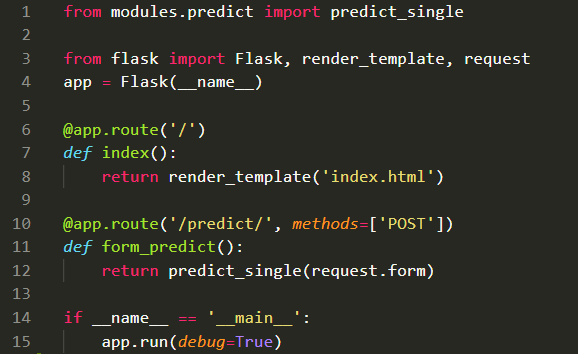 1 from modules.predict import predict_single
2
3 from flask import Flask, render_template, request
4 app = Flask(__name__)
5
6 @app.route('/')
7 def index():
8     return render_template('index.html')
9
10 @app.route('/predict/', methods=['POST'])
11 def form_predict():
12     return predict_single(request.form)
13
14 if __name__ == '__main__':
15     app.run(debug=True)